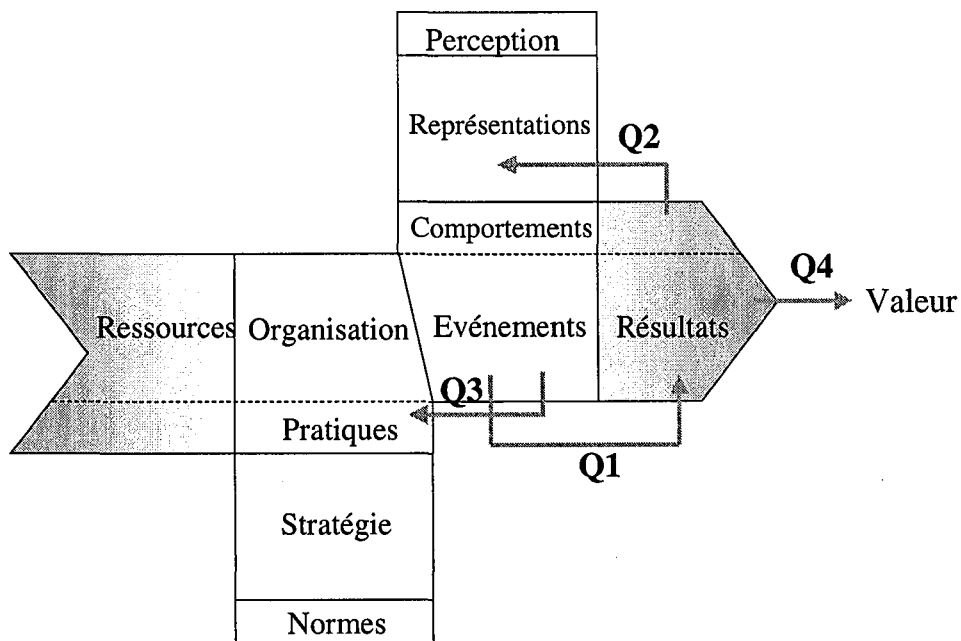 Perception
Représentations
Q2
Comportements
Q4
Valeur
Ressources
Organisation
Evénements
Résultats
Q3
Pratiques
Q1
Stratégie
Normes